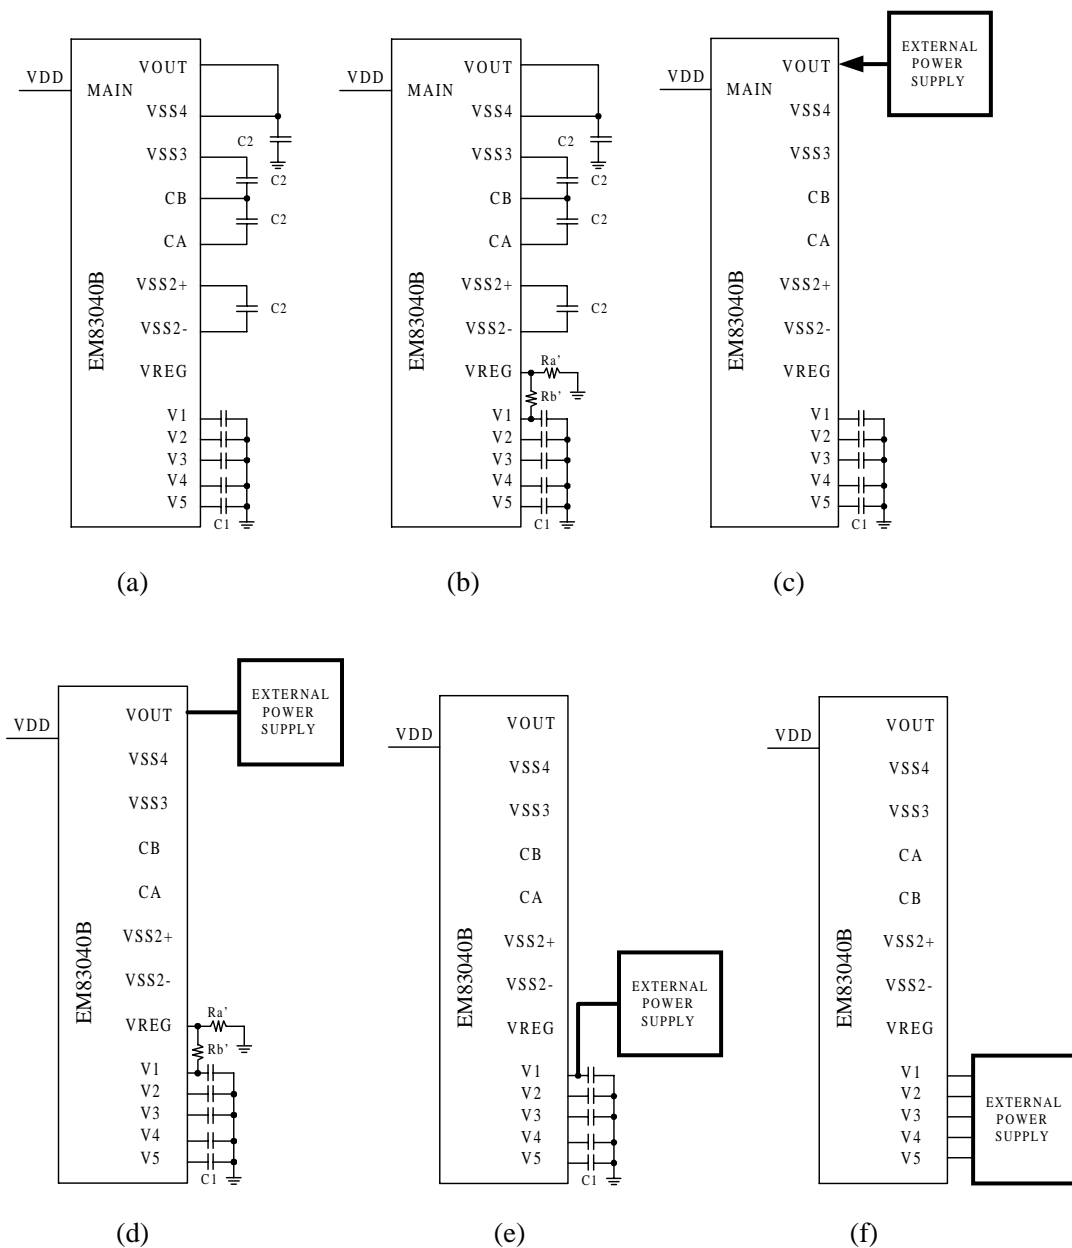 VDD
MAIN
VOUT
VSS4
C2
VSS3
C2
CB
C2
CA
VSS2+
C2
VSS2-
VREG
V1
V2
V3
V4
V5
C1
EM83040B
(a)
VDD
MAIN
VOUT
VSS4
C2
VSS3
C2
CB
C2
CA
VSS2+
C2
VSS2-
VREG
Ra'
Rb'
V1
V2
V3
V4
V5
C1
EM83040B
(b)
EXTERNAL
POWER
SUPPLY
VDD
MAIN
VOUT
VSS4
VSS3
CB
CA
VSS2+
VSS2-
VREG
V1
V2
V3
V4
V5
C1
EM83040B
(c)
EXTERNAL
POWER
SUPPLY
VDD
VOUT
VSS4
VSS3
CB
CA
VSS2+
VSS2-
VREG
Ra'
Rb'
V1
V2
V3
V4
V5
C1
EM83040B
(d)
VDD
VOUT
VSS4
VSS3
CB
CA
VSS2+
VSS2-
VREG
EXTERNAL
POWER
SUPPLY
V1
V2
V3
V4
V5
C1
EM83040B
(e)
VDD
VOUT
VSS4
VSS3
CA
CB
VSS2+
VSS2-
VREG
V1
V2
V3
V4
V5
EXTERNAL
POWER
SUPPLY
EM83040B
(f)